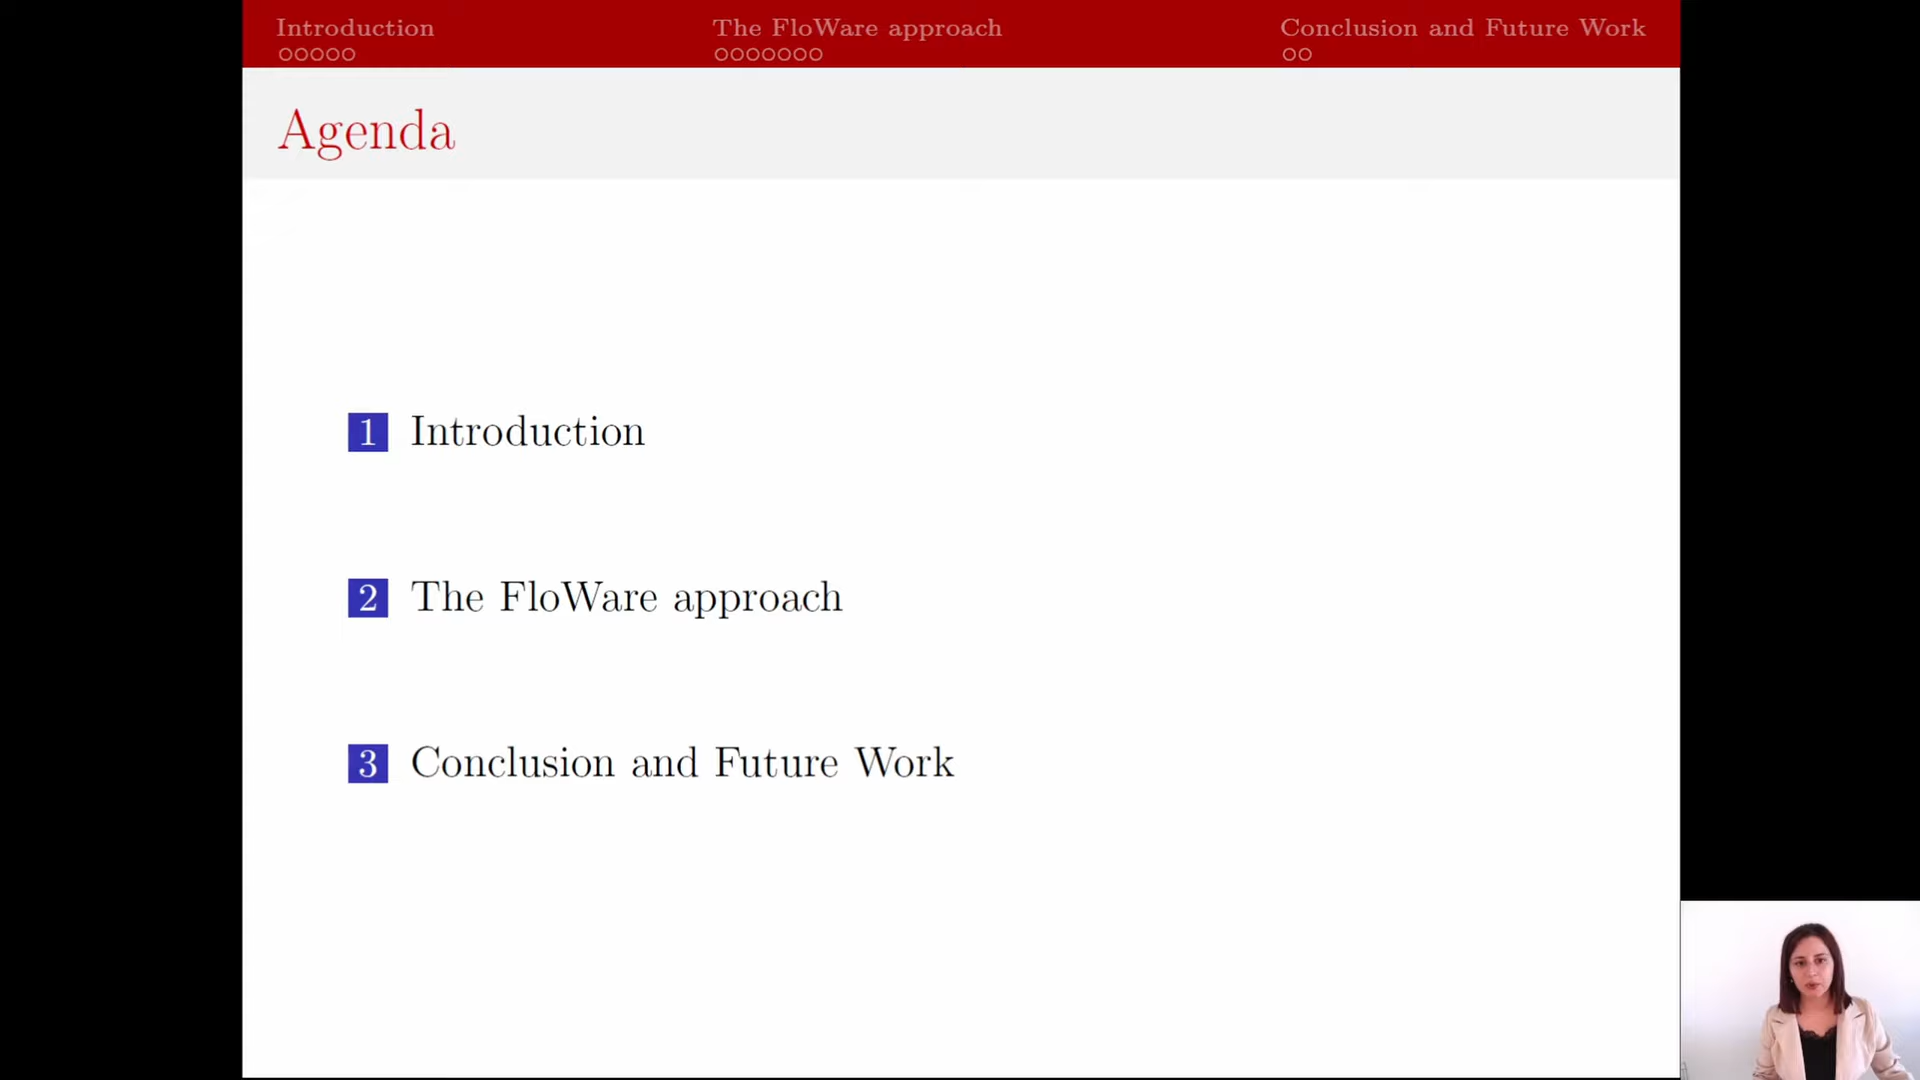 Introduction
The FloWare approach
Conclusion and Future Work
Agenda
1 Introduction
2 The FloWare approach
3 Conclusion and Future Work